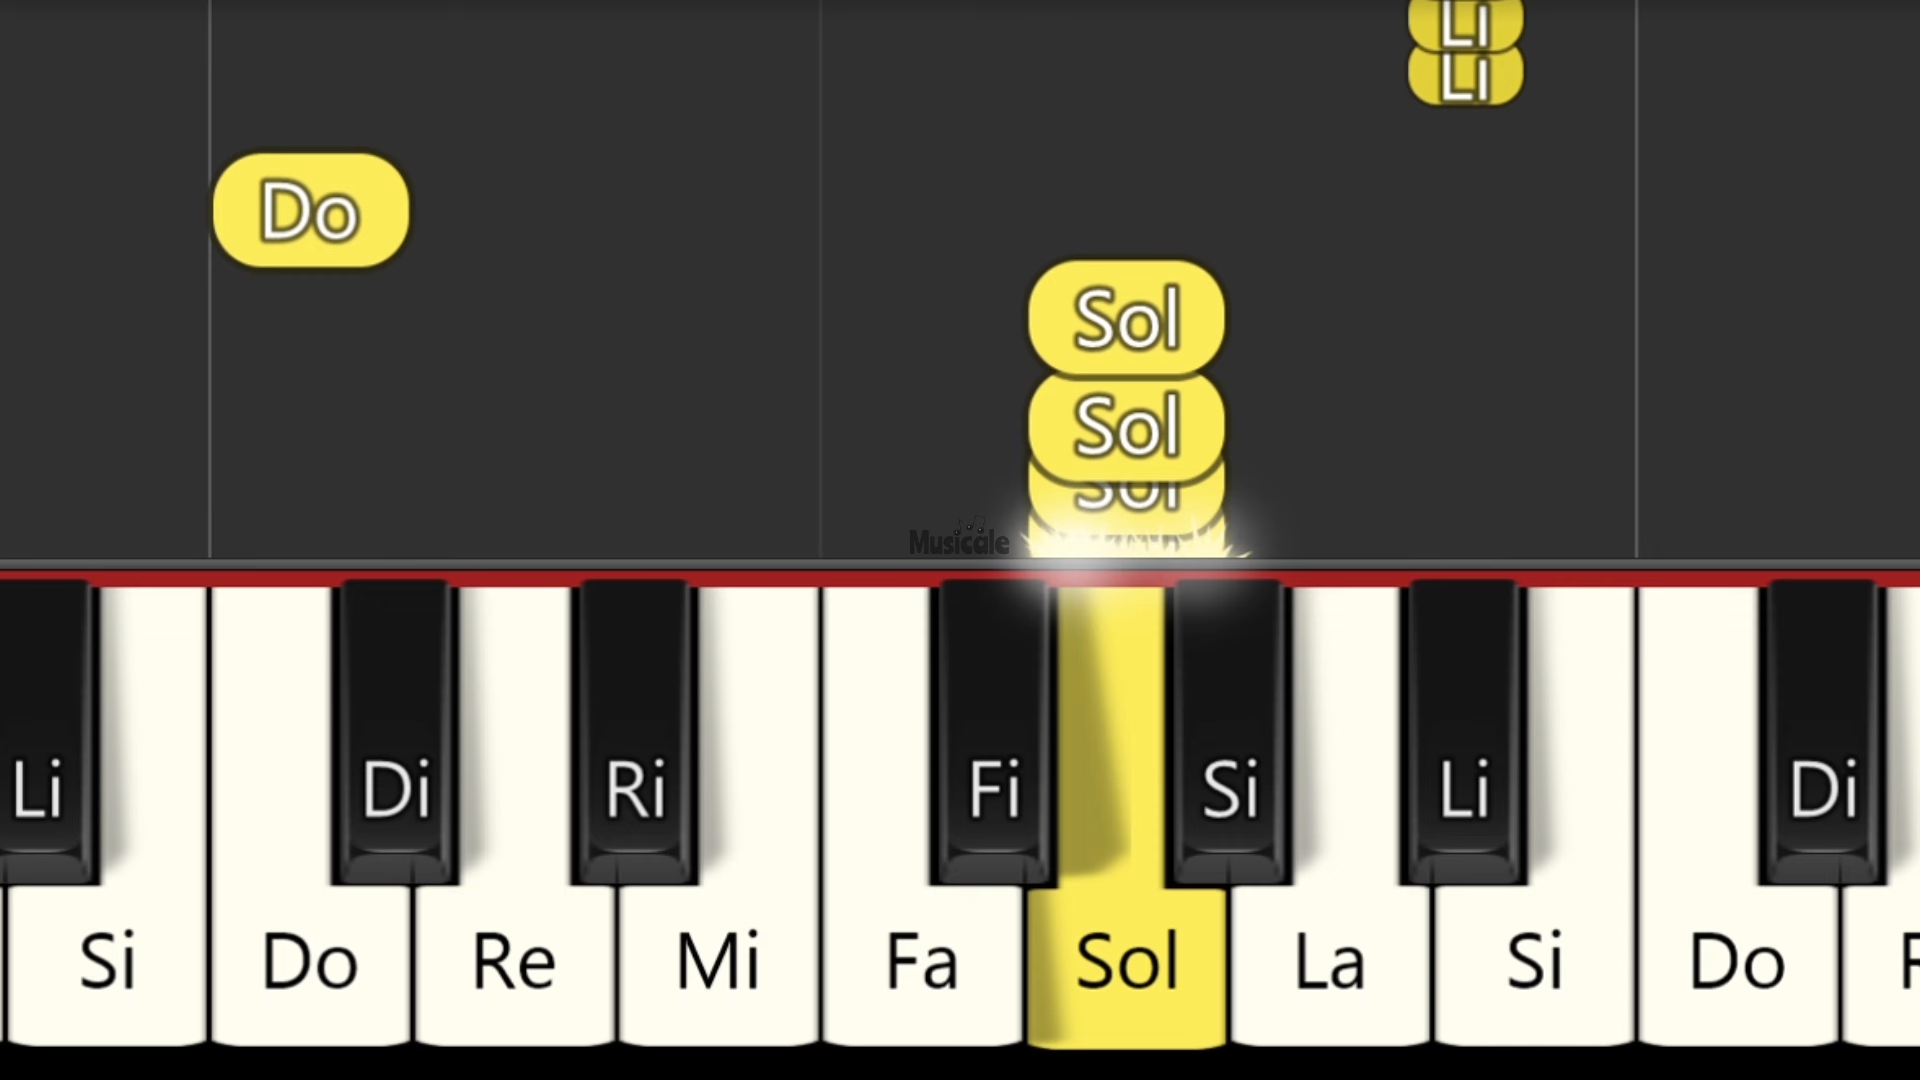 Li
Li
Do
Sol
Sol
Sol
Musicale
Li Di Ri Fi Si Li Di
Si Do Re Mi Fa Sol La Si Do